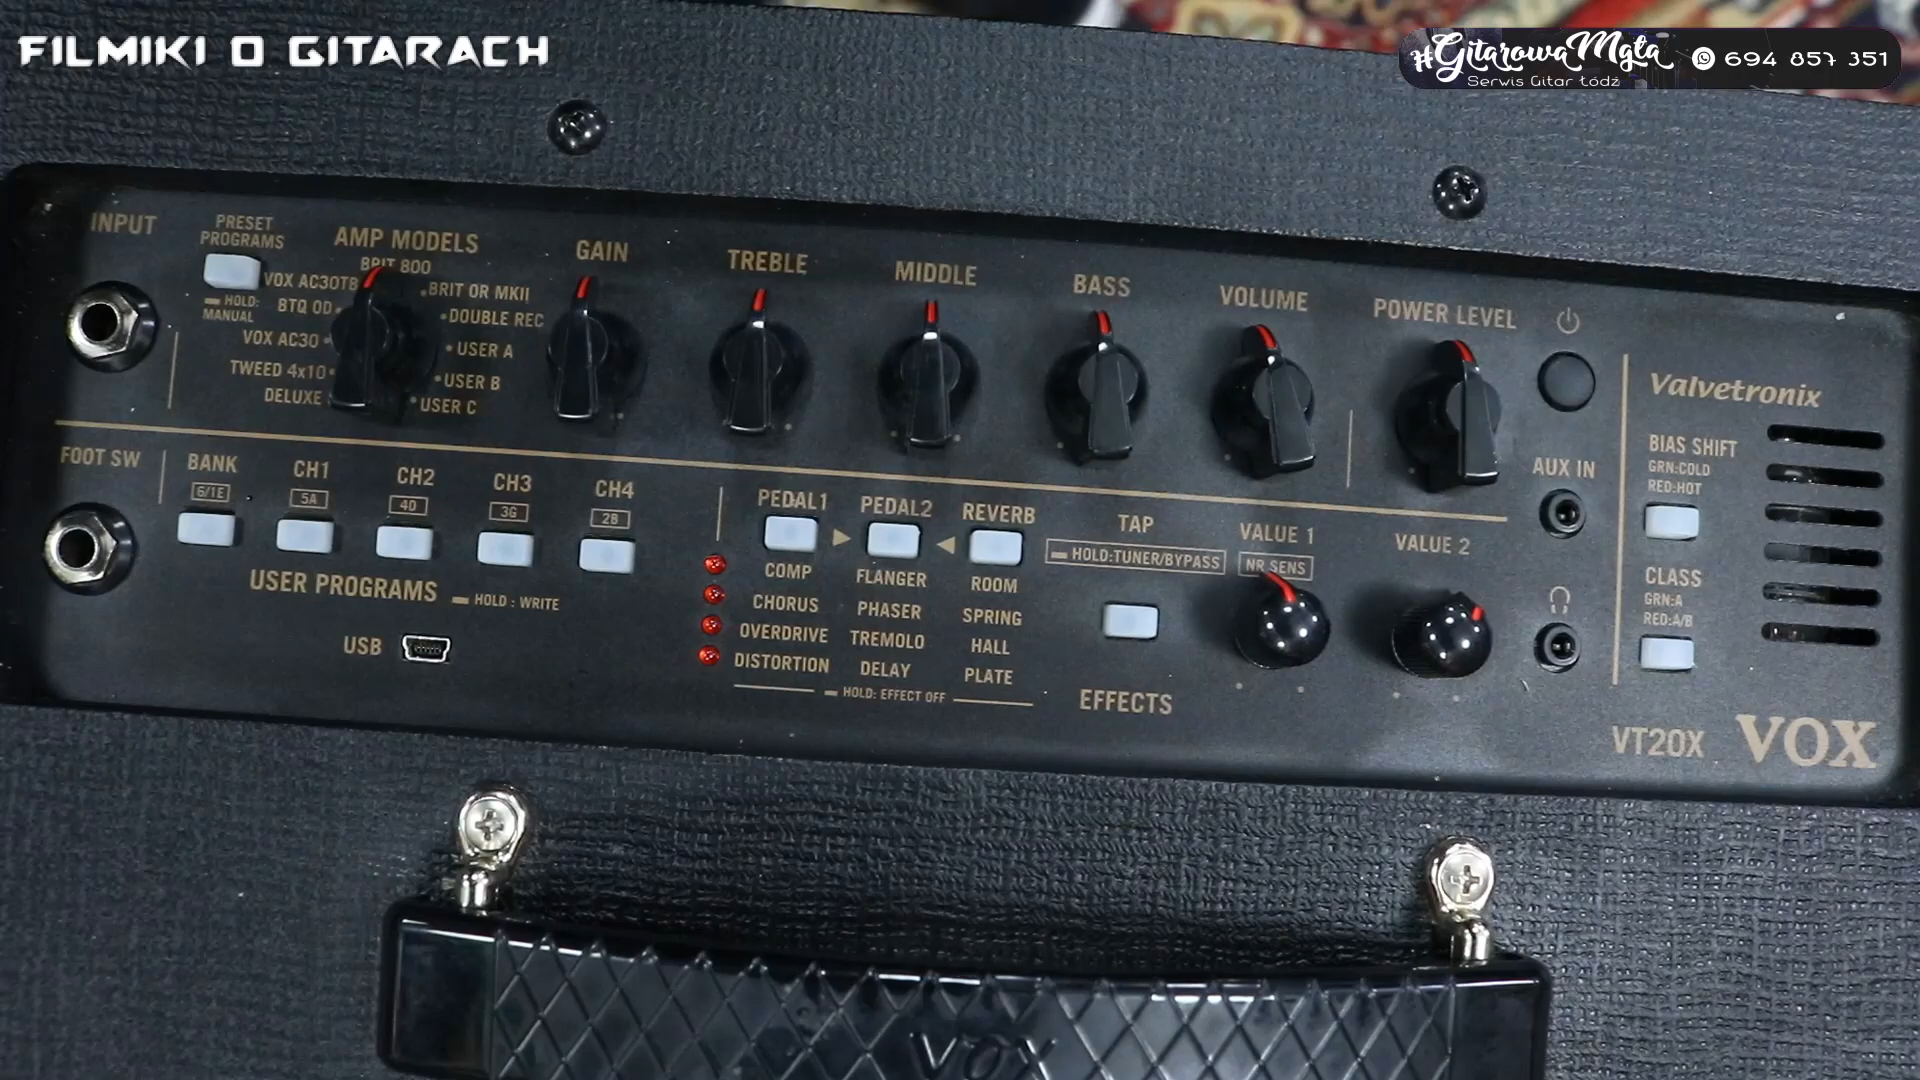 FILMIKI O GITARACH
#GitarowaMgła
Serwis Gitar Łódź
694 857 351
INPUT
PRESET
PROGRAMS
HOLD:
MANUAL
AMP MODELS
BRIT 800
VOX AC30TB
BRIT OR MKII
BTQ OD
DOUBLE REC
VOX AC30
USER A
TWEED 4x10
USER B
DELUXE
USER C
GAIN
TREBLE
MIDDLE
BASS
VOLUME
POWER LEVEL
Valvetronix
BIAS SHIFT
GRN:COLD
RED:HOT
CLASS
GRN:A
RED:A/B
AUX IN
FOOT SW
BANK
6/1E
CH1
5A
CH2
4D
CH3
3G
CH4
2B
USER PROGRAMS
HOLD : WRITE
USB
PEDAL1
COMP
CHORUS
OVERDRIVE
DISTORTION
PEDAL2
FLANGER
PHASER
TREMOLO
DELAY
REVERB
ROOM
SPRING
HALL
PLATE
HOLD: EFFECT OFF
TAP
HOLD:TUNER/BYPASS
VALUE 1
NR SENS
VALUE 2
EFFECTS
VT20X
VOX
VOX